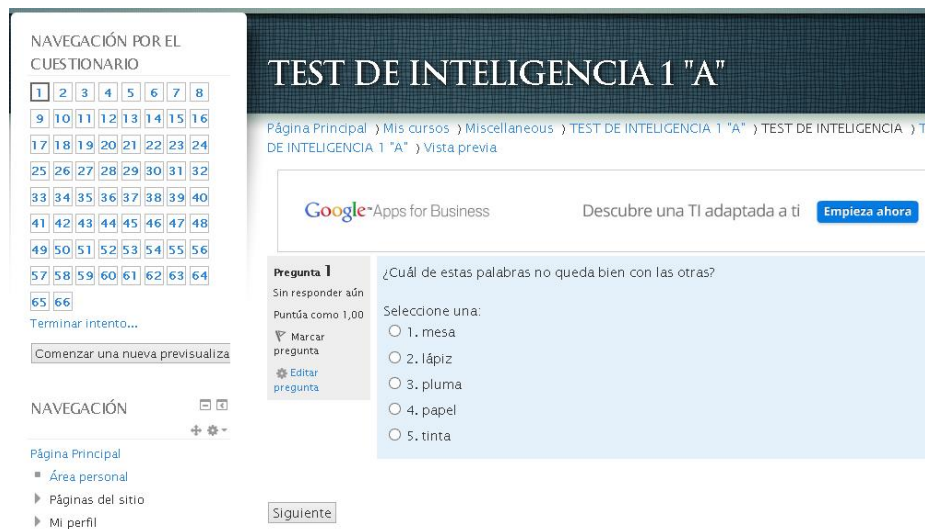 NAVEGACIÓN POR EL
CUESTIONARIO
1 2 3 4 5 6 7 8
9 10 11 12 13 14 15 16
17 18 19 20 21 22 23 24
25 26 27 28 29 30 31 32
33 34 35 36 37 38 39 40
41 42 43 44 45 46 47 48
49 50 51 52 53 54 55 56
57 58 59 60 61 62 63 64
65 66
Terminar intento...
Comenzar una nueva previsualiza
NAVEGACIÓN
Página Principal
Área personal
Páginas del sitio
Mi perfil
TEST DE INTELIGENCIA 1 "A"
Página Principal Mis cursos Miscellaneous TEST DE INTELIGENCIA 1 "A" TEST DE INTELIGENCIA T
DE INTELIGENCIA 1 "A" Vista previa
Google Apps for Business Descubre una TI adaptada a ti Empieza ahora
Pregunta 1
Sin responder aún
Puntúa como 1,00
Marcar
pregunta
Editar
pregunta
¿Cuál de estas palabras no queda bien con las otras?
Seleccione una:
1. mesa
2. lápiz
3. pluma
4. papel
5. tinta
Siguiente